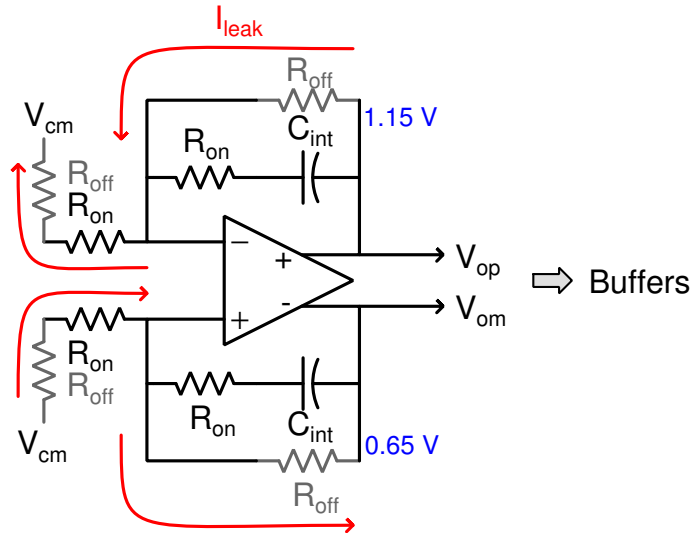 I_leak
R_off
1.15 V
V_cm
C_int
R_on
R_off
R_on
−
+
V_op
Buffers
-
V_om
+
R_on
R_off
R_on
C_int
V_cm
0.65 V
R_off